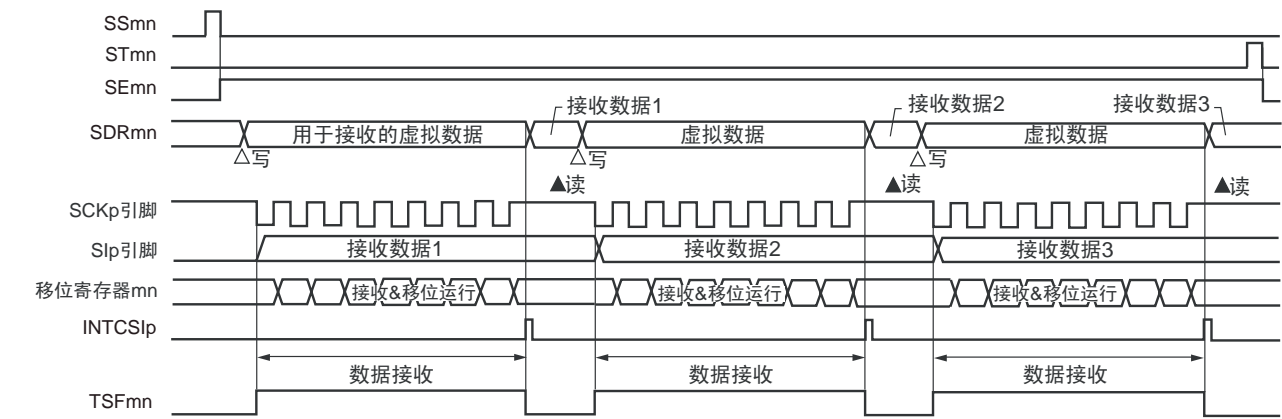 SSmn
STmn
SEmn
接收数据1 接收数据2 接收数据3
SDRmn 用于接收的虚拟数据 虚拟数据 虚拟数据
△写 △写 △写
▲读 ▲读 ▲读
SCKp引脚
SIp引脚 接收数据1 接收数据2 接收数据3
移位寄存器mn 接收&移位运行 接收&移位运行 接收&移位运行
INTCSIp
数据接收 数据接收 数据接收
TSFmn